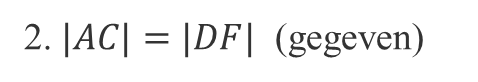 2. |AC| = |DF| (gegeven)